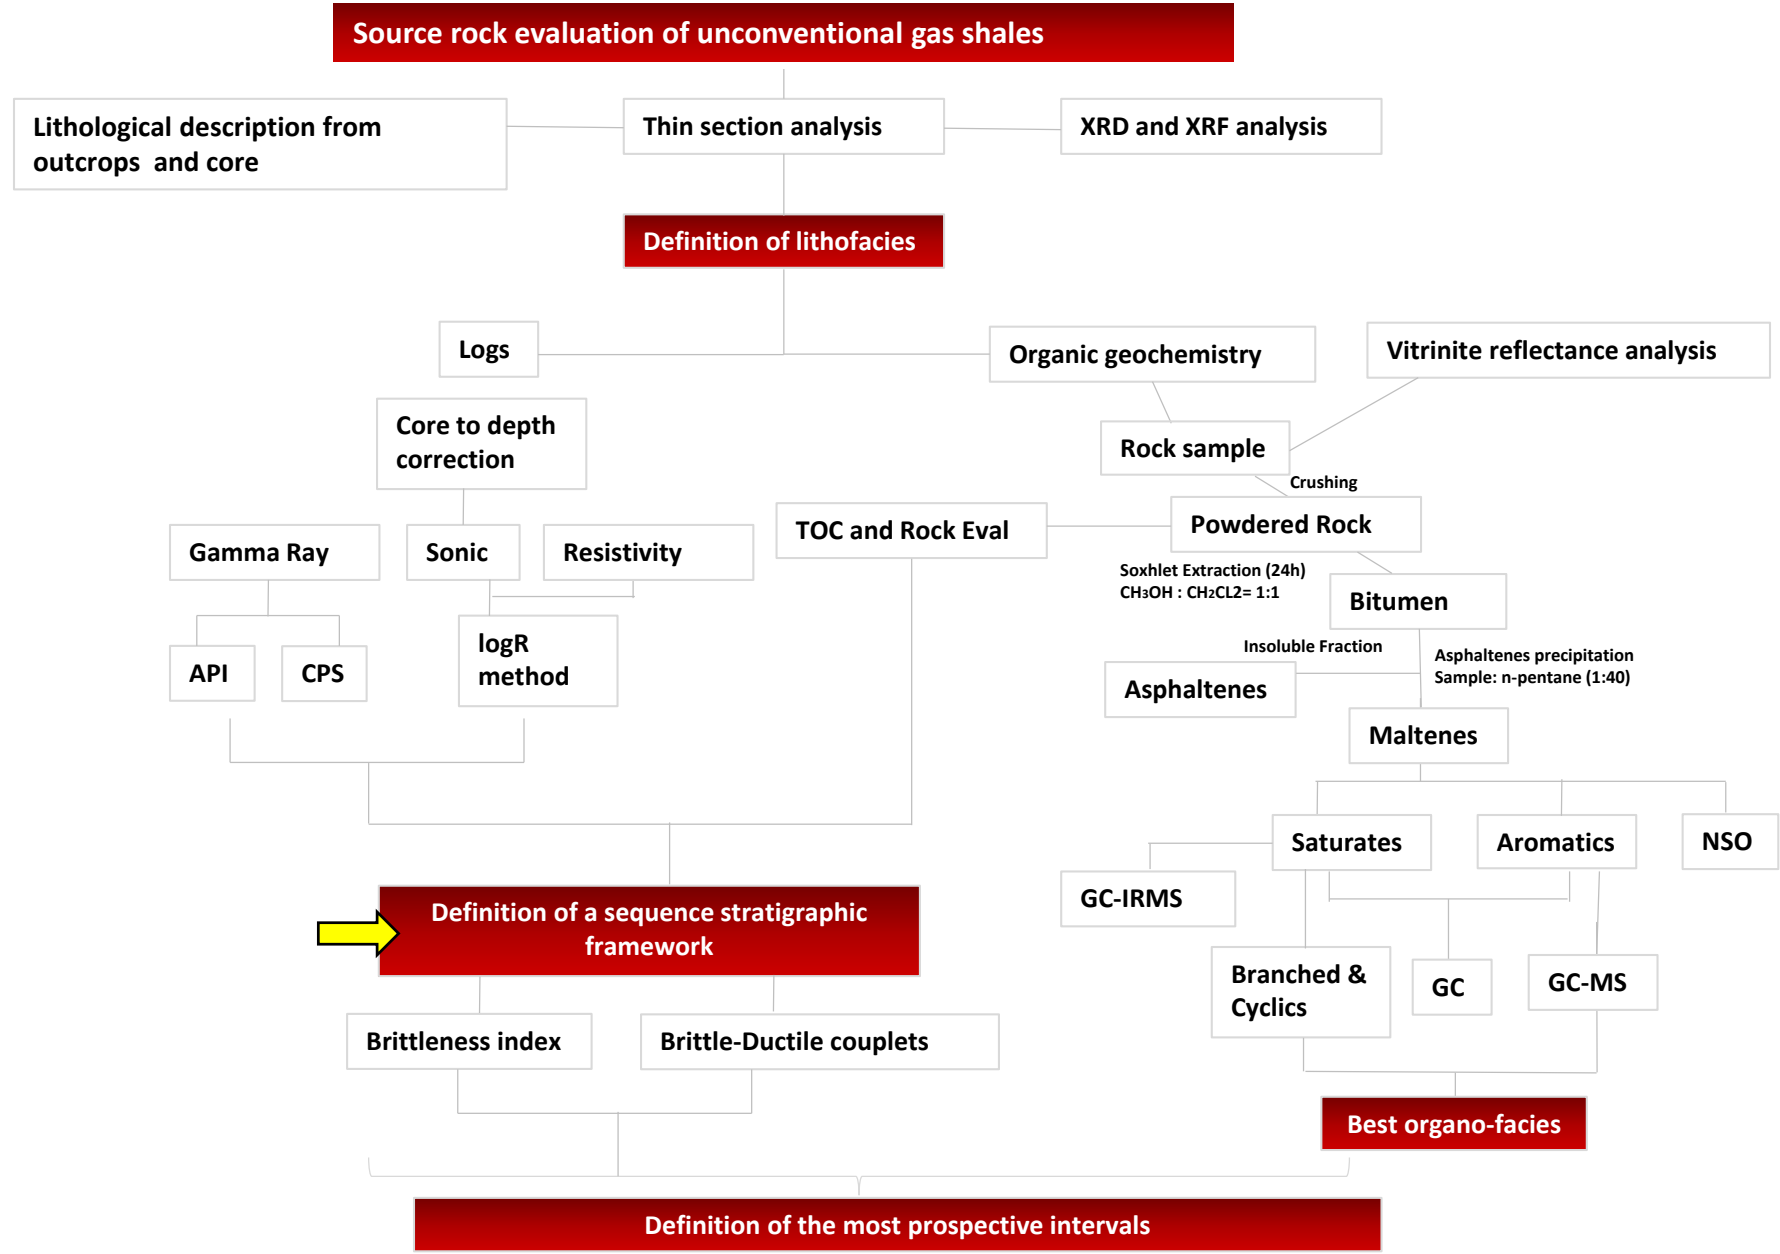 Source rock evaluation of unconventional gas shales
Lithological description from
outcrops and core
Thin section analysis
XRD and XRF analysis
Definition of lithofacies
Logs
Organic geochemistry
Vitrinite reflectance analysis
Core to depth
correction
Rock sample
Crushing
Gamma Ray
Sonic
Resistivity
TOC and Rock Eval
Powdered Rock
Soxhlet Extraction (24h)
CH3OH : CH2CL2= 1:1
Bitumen
API
CPS
logR
method
Insoluble Fraction
Asphaltenes
Asphaltenes precipitation
Sample: n-pentane (1:40)
Maltenes
Saturates
Aromatics
NSO
GC-IRMS
Definition of a sequence stratigraphic
framework
Branched &
Cyclics
GC
GC-MS
Brittleness index
Brittle-Ductile couplets
Best organo-facies
Definition of the most prospective intervals